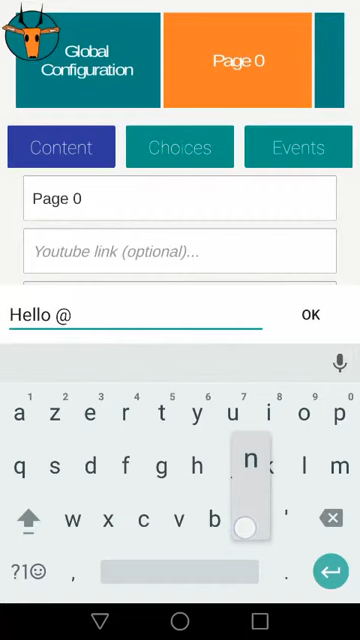 Global
Configuration
Page 0
Content
Choices
Events
Page 0
Youtube link (optional)...
Hello @
OK
1 2 3 4 5 6 7 8 9 0
a z e r t y u i o p
q s d f g h k l m
n
w x c v b '
?1☺ , .